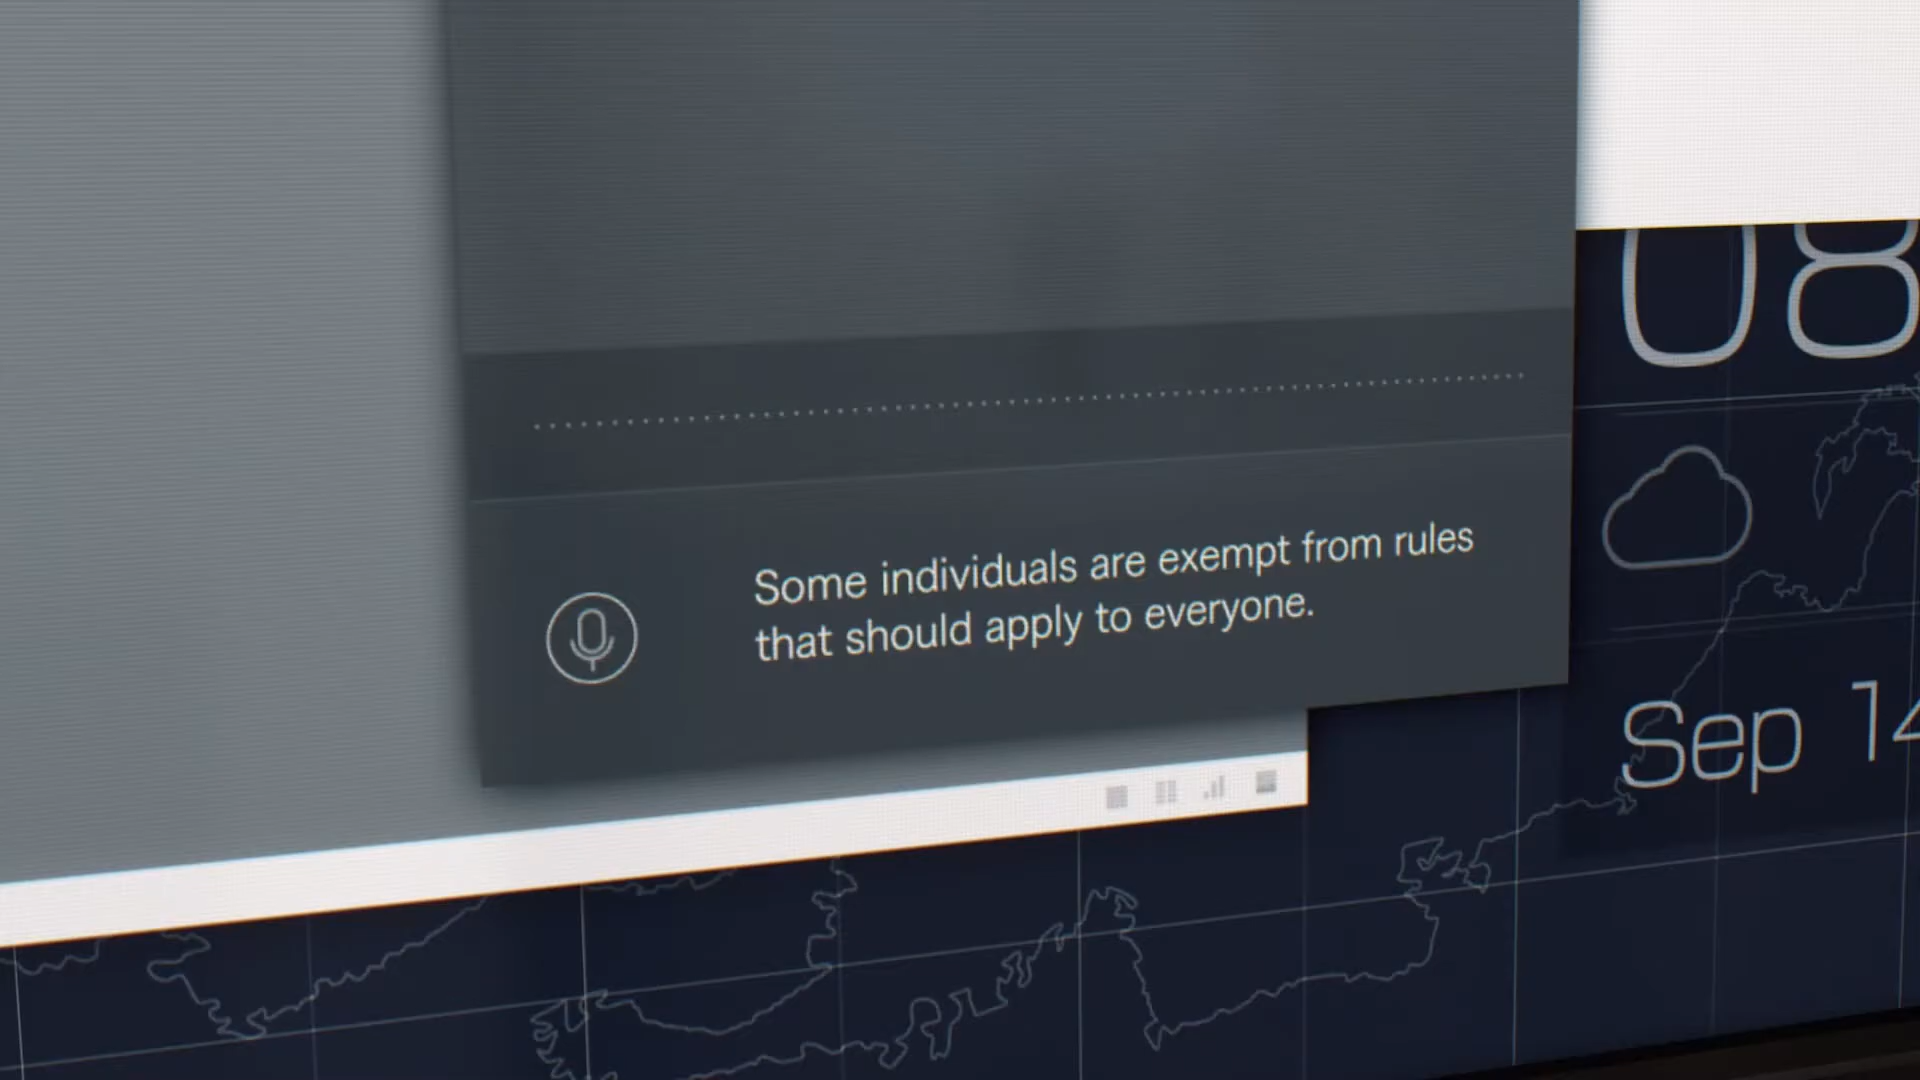 08
Some individuals are exempt from rules
that should apply to everyone.
Sep 14